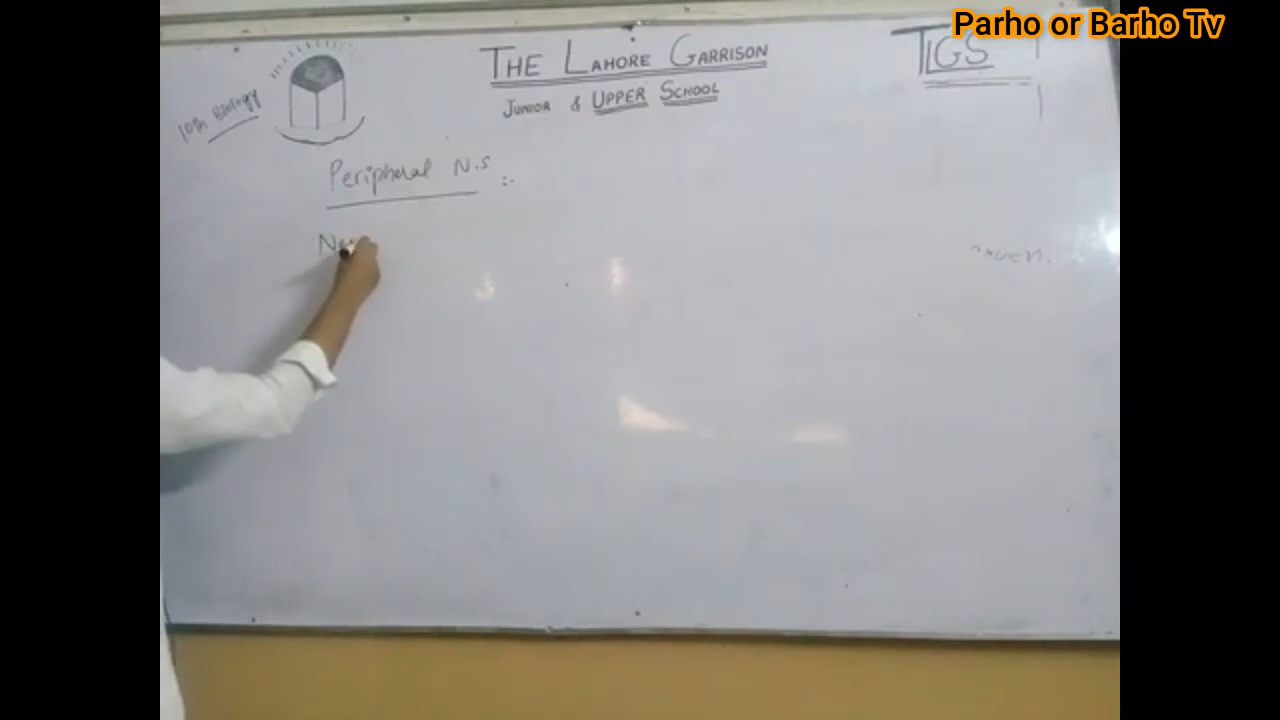 Parho or Barho Tv
THE LAHORE GARRISON
JUNIOR & UPPER SCHOOL
TLGS
10th Biology
Peripheral N.S :-